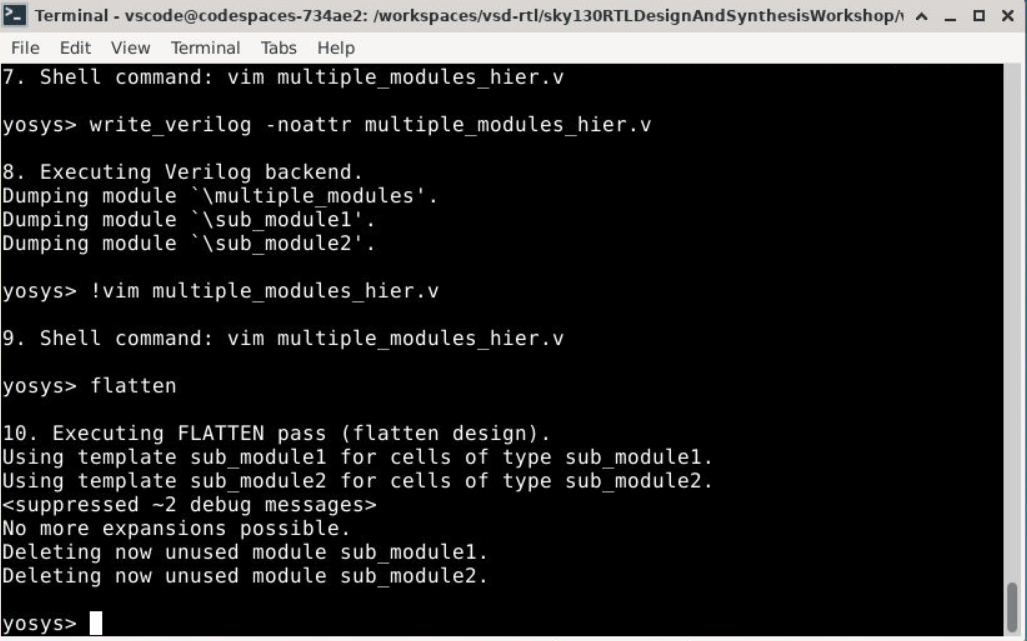 Terminal - vscode@codespaces-734ae2: /workspaces/vsd-rtl/sky130RTLDesignAndSynthesisWorkshop/
File Edit View Terminal Tabs Help
7. Shell command: vim multiple_modules_hier.v
yosys> write_verilog -noattr multiple_modules_hier.v
8. Executing Verilog backend.
Dumping module `\multiple_modules'.
Dumping module `\sub_module1'.
Dumping module `\sub_module2'.
yosys> !vim multiple_modules_hier.v
9. Shell command: vim multiple_modules_hier.v
yosys> flatten
10. Executing FLATTEN pass (flatten design).
Using template sub_module1 for cells of type sub_module1.
Using template sub_module2 for cells of type sub_module2.
<suppressed ~2 debug messages>
No more expansions possible.
Deleting now unused module sub_module1.
Deleting now unused module sub_module2.
yosys>